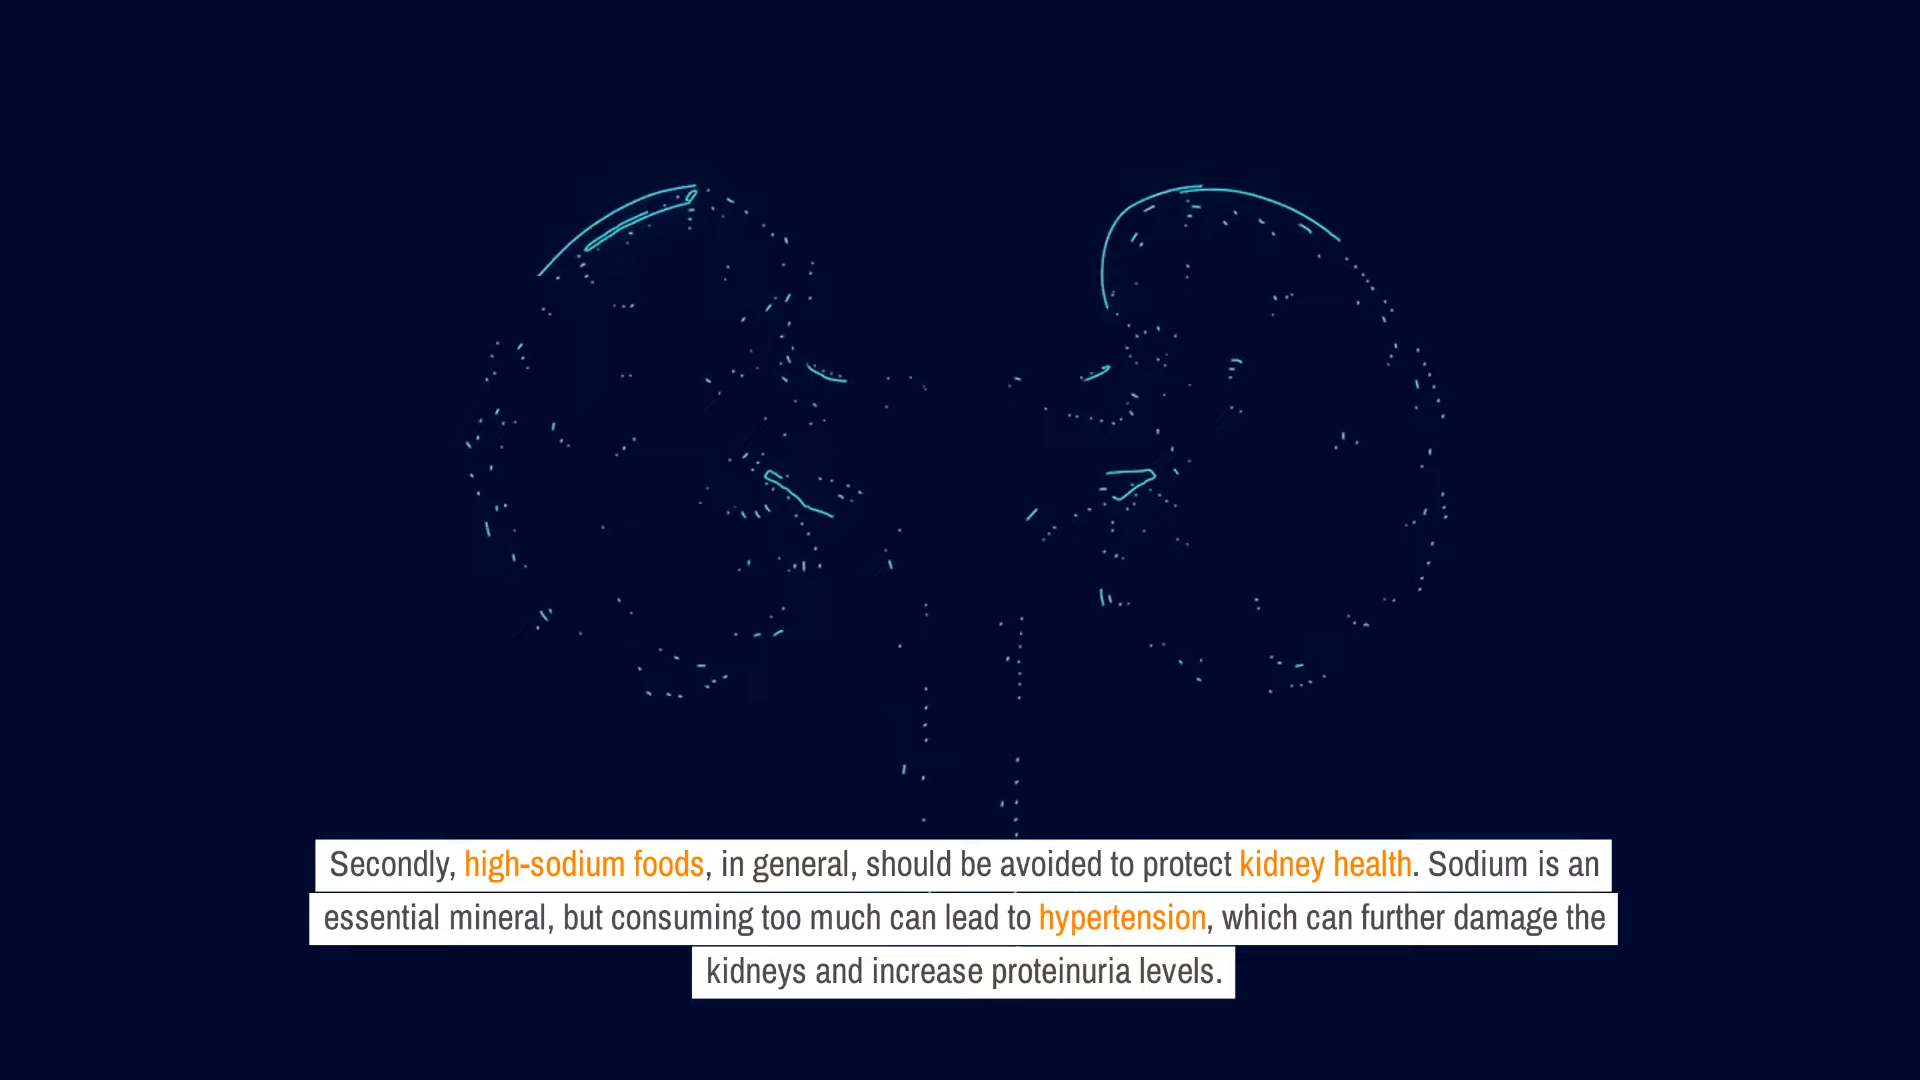 Secondly, high-sodium foods, in general, should be avoided to protect kidney health. Sodium is an
essential mineral, but consuming too much can lead to hypertension, which can further damage the
kidneys and increase proteinuria levels.